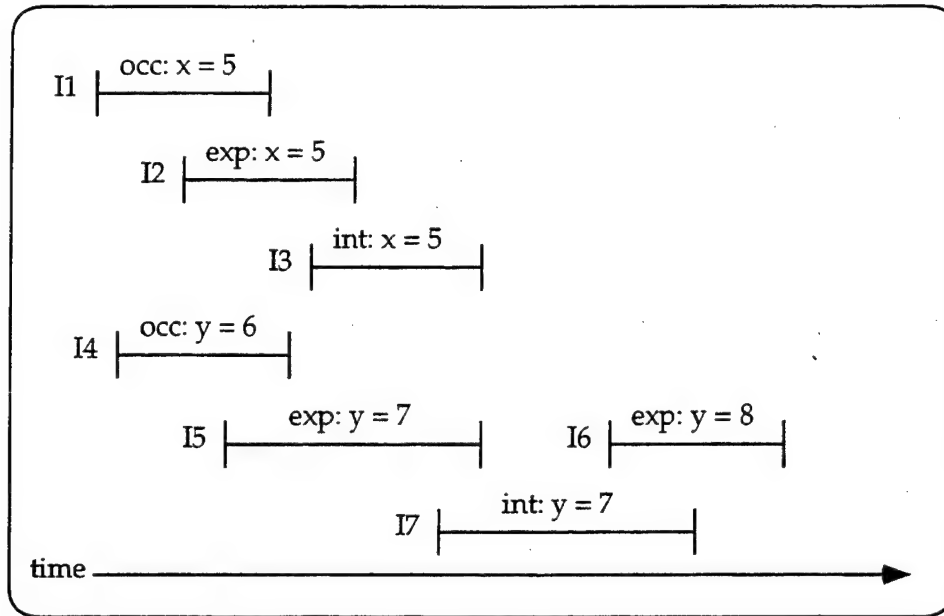 occ: x = 5
I1
exp: x = 5
I2
int: x = 5
I3
occ: y = 6
I4
exp: y = 7
I5
exp: y = 8
I6
int: y = 7
I7
time